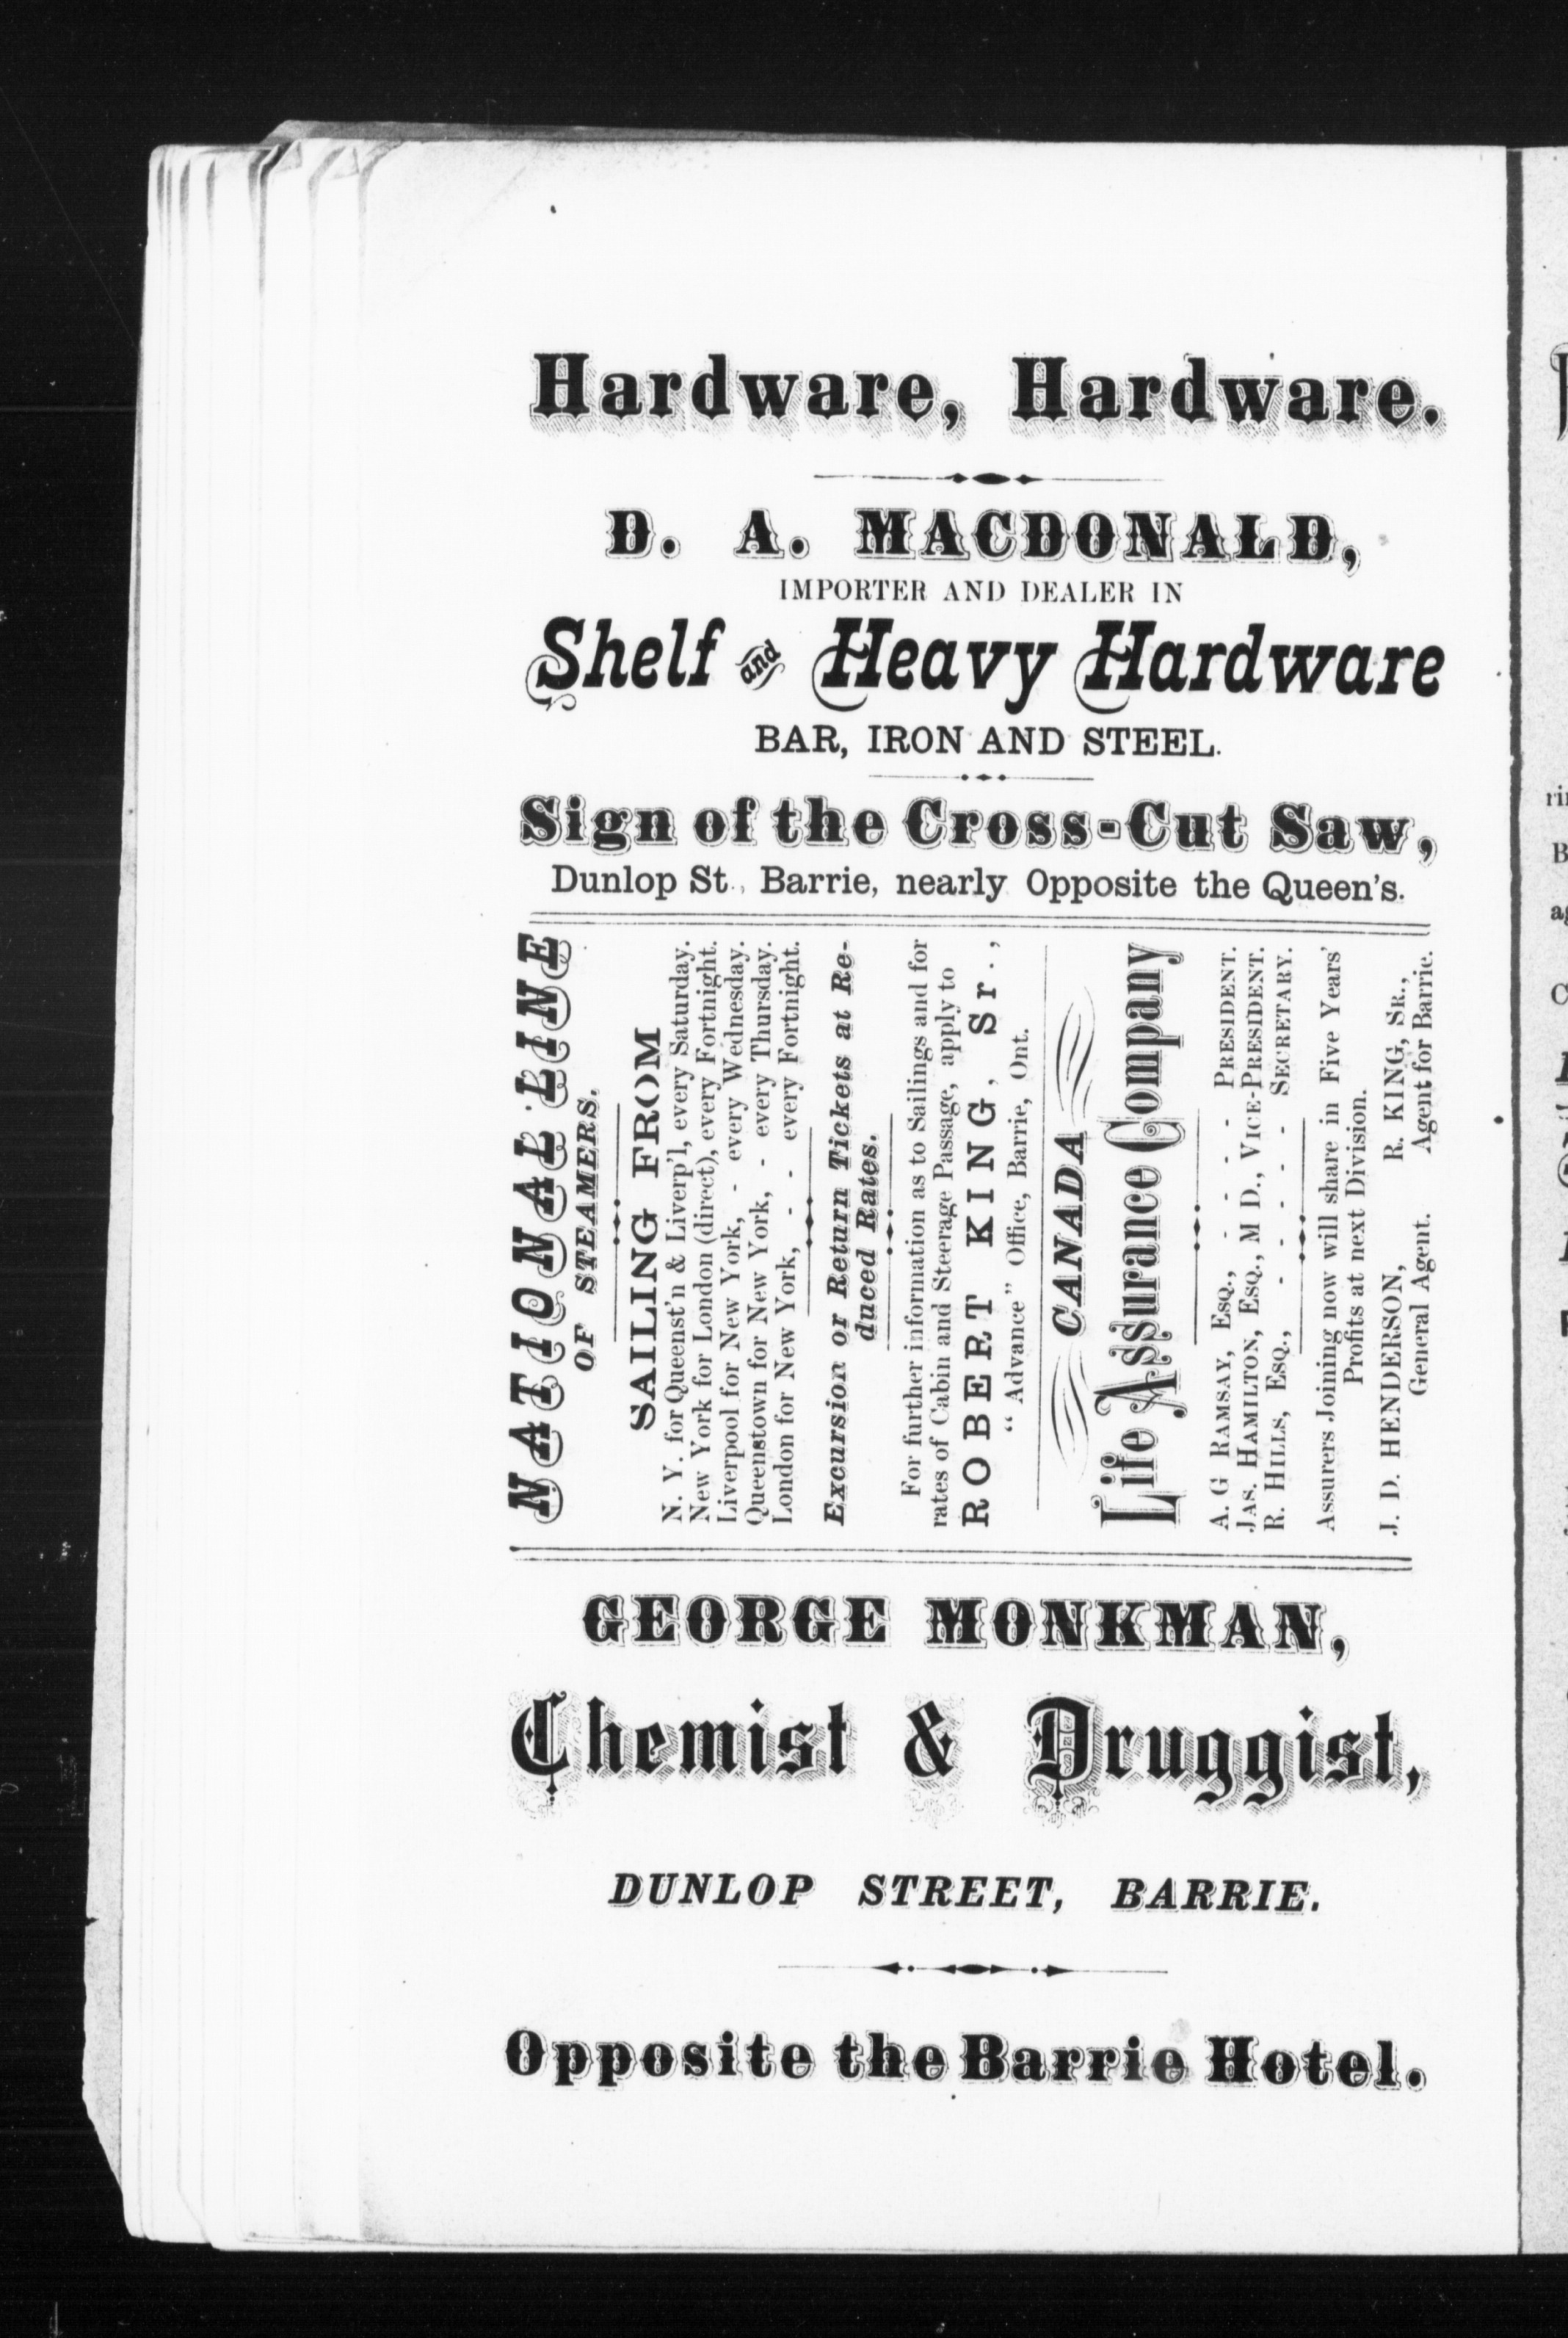 Hardware, Hardware.
D. A. MACDONALD,
IMPORTER AND DEALER IN
Shelf and Heavy Hardware
BAR, IRON AND STEEL.
Sign of the Cross-Cut Saw,
Dunlop St., Barrie, nearly Opposite the Queen's.
NATIONAL LINE
OF STEAMERS.
SAILING FROM
N. Y. for Queenst'n & Liverp'l, every Saturday.
New York for London (direct), every Fortnight.
Liverpool for New York, - every Wednesday.
Queenstown for New York, - every Thursday.
London for New York, - - every Fortnight.
Excursion or Return Tickets at Re-
duced Rates.
For further information as to Sailings and for
rates of Cabin and Steerage Passage, apply to
ROBERT KING, Sr.,
"Advance" Office, Barrie, Ont.
CANADA
Life Assurance Company
A. G RAMSAY, ESQ., - - - - PRESIDENT.
JAS. HAMILTON, ESQ., M D., VICE-PRESIDENT.
R. HILLS, ESQ., - - - - - SECRETARY.
Assurers Joining now will share in Five Years'
Profits at next Division.
J. D. HENDERSON, R. KING, SR.,
General Agent. Agent for Barrie.
GEORGE MONKMAN,
Chemist & Druggist,
DUNLOP STREET, BARRIE.
Opposite the Barrie Hotel.